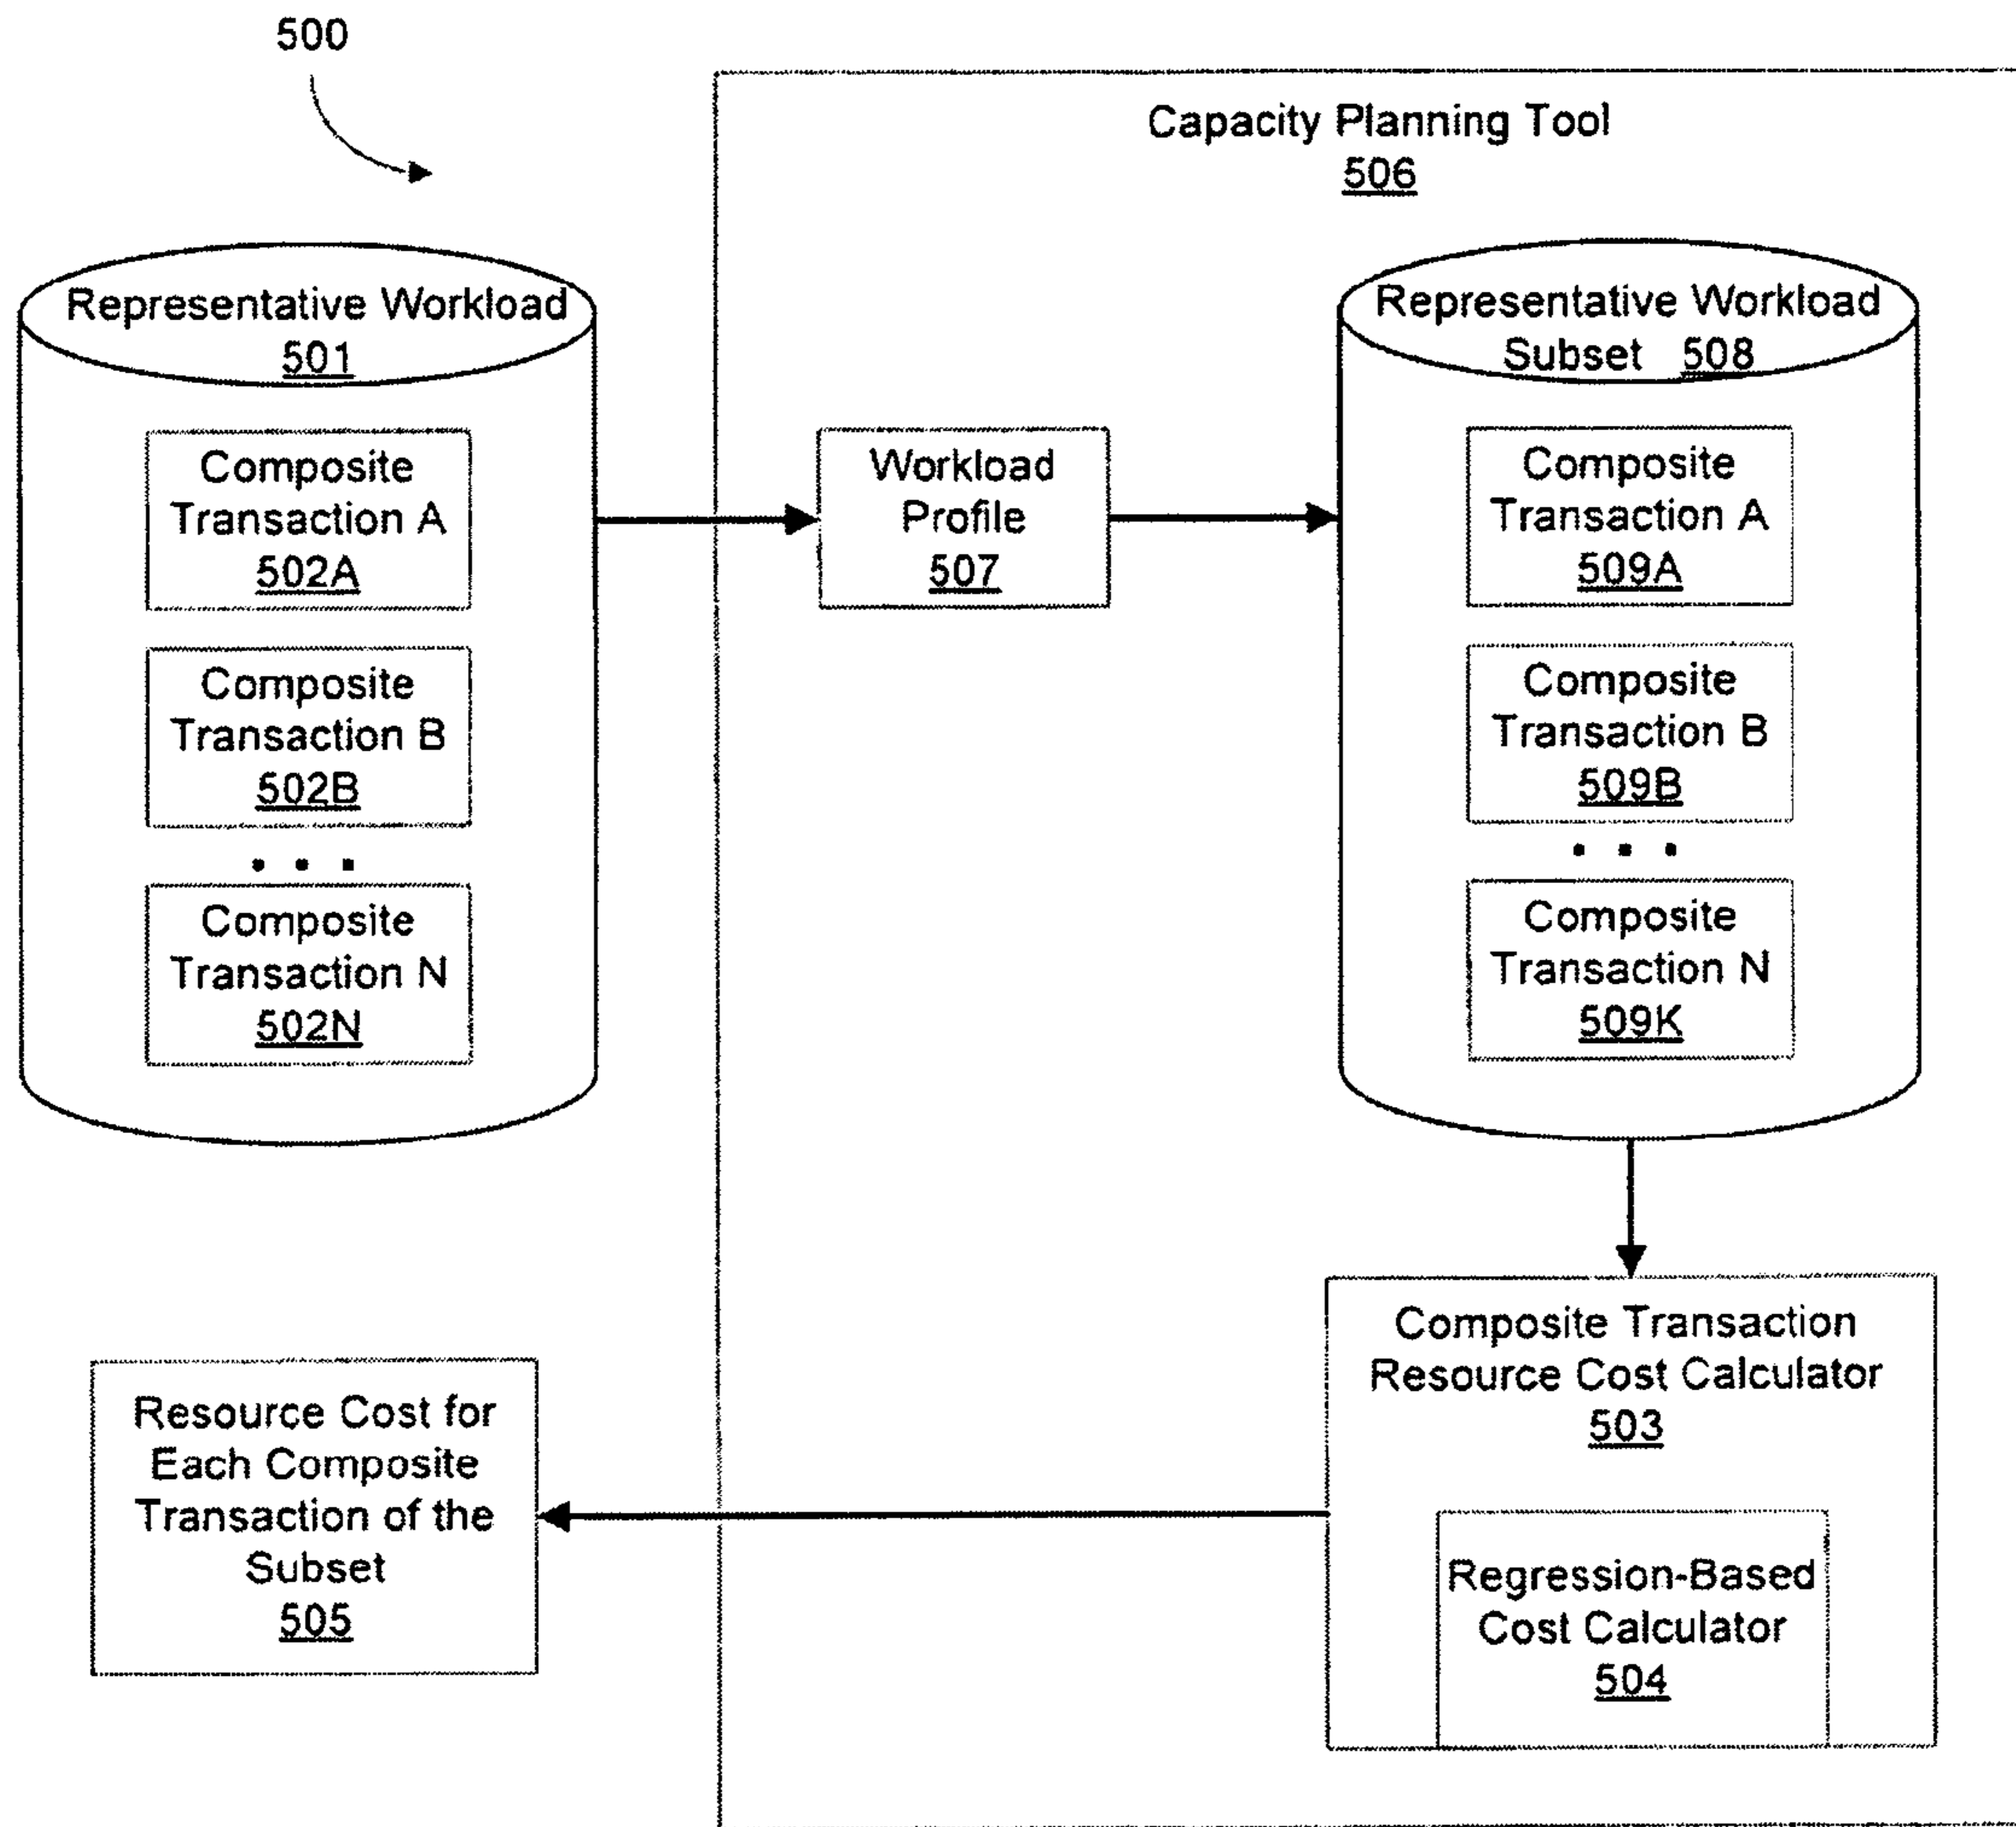 500
Capacity Planning Tool
506
Representative Workload
501
Composite
Transaction A
502A
Composite
Transaction B
502B
. . .
Composite
Transaction N
502N
Workload
Profile
507
Representative Workload
Subset 508
Composite
Transaction A
509A
Composite
Transaction B
509B
. . .
Composite
Transaction N
509K
Composite Transaction
Resource Cost Calculator
503
Regression-Based
Cost Calculator
504
Resource Cost for
Each Composite
Transaction of the
Subset
505